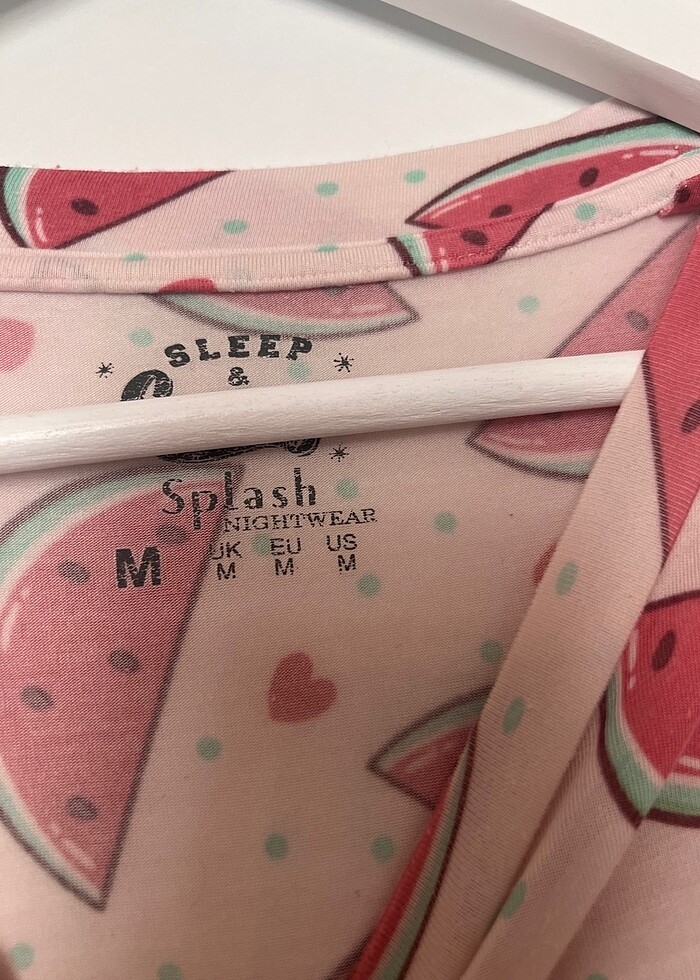 SLEEP
&
Splash
NIGHTWEAR
M
UK EU US
M M M